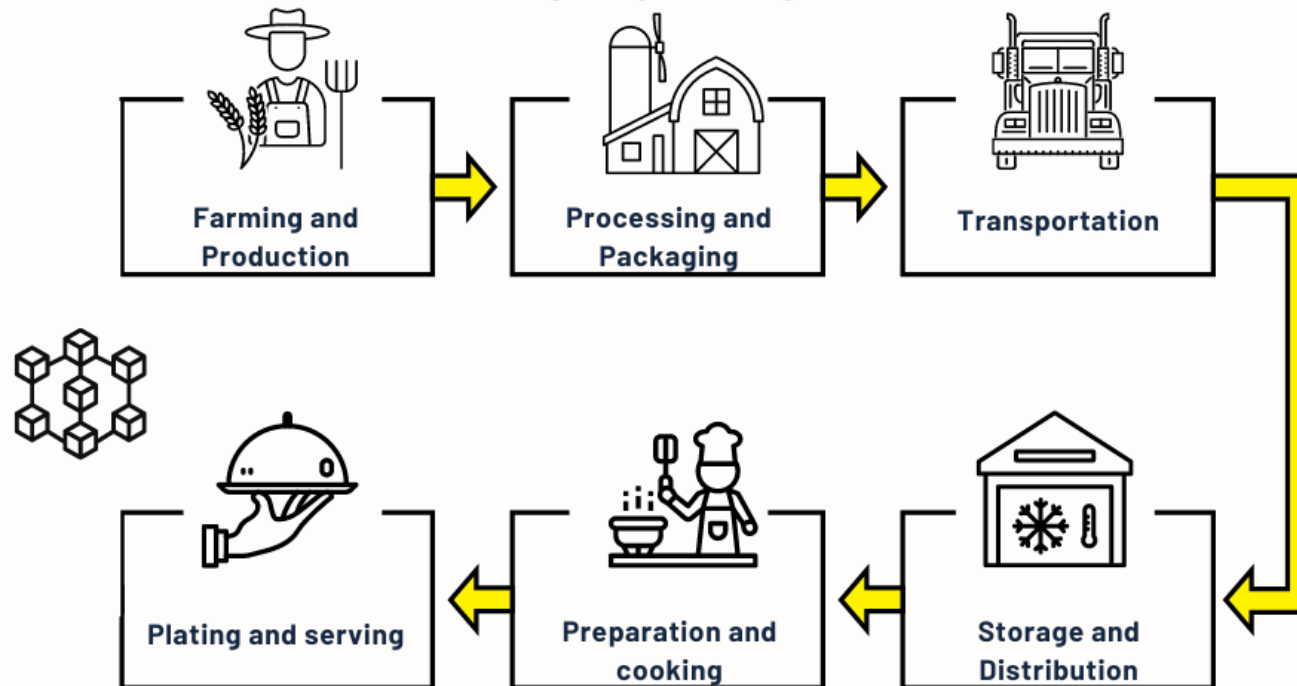 Farming and
Production
Processing and
Packaging
Transportation
Storage and
Distribution
Preparation and
cooking
Plating and serving